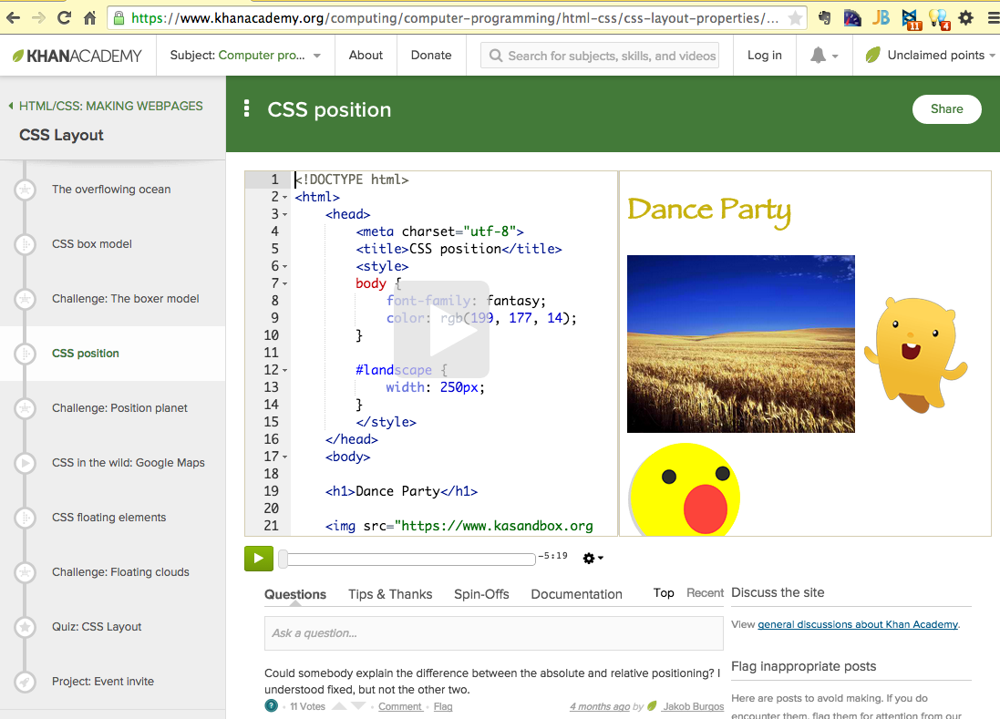 https://www.khanacademy.org/computing/computer-programming/html-css/css-layout-properties/...
JB
11
4
KHANACADEMY
Subject: Computer pro...
About
Donate
Search for subjects, skills, and videos
Log in
Unclaimed points
HTML/CSS: MAKING WEBPAGES
CSS Layout
The overflowing ocean
CSS box model
Challenge: The boxer model
CSS position
Challenge: Position planet
CSS in the wild: Google Maps
CSS floating elements
Challenge: Floating clouds
Quiz: CSS Layout
Project: Event invite
CSS position
Share
1 <!DOCTYPE html>
2 <html>
3 <head>
4 <meta charset="utf-8">
5 <title>CSS position</title>
6 <style>
7 body {
8 font-family: fantasy;
9 color: rgb(199, 177, 14);
10 }
11
12 #landscape {
13 width: 250px;
14 }
15 </style>
16 </head>
17 <body>
18
19 <h1>Dance Party</h1>
20
21 <img src="https://www.kasandbox.org
Dance Party
-5:19
Questions
Tips & Thanks
Spin-Offs
Documentation
Top
Recent
Ask a question...
Could somebody explain the difference between the absolute and relative positioning? I
understood fixed, but not the other two.
? · 11 Votes · Comment · Flag
4 months ago by Jakob Burgos
Discuss the site
View general discussions about Khan Academy.
Flag inappropriate posts
Here are posts to avoid making. If you do
encounter them, flag them for attention from our